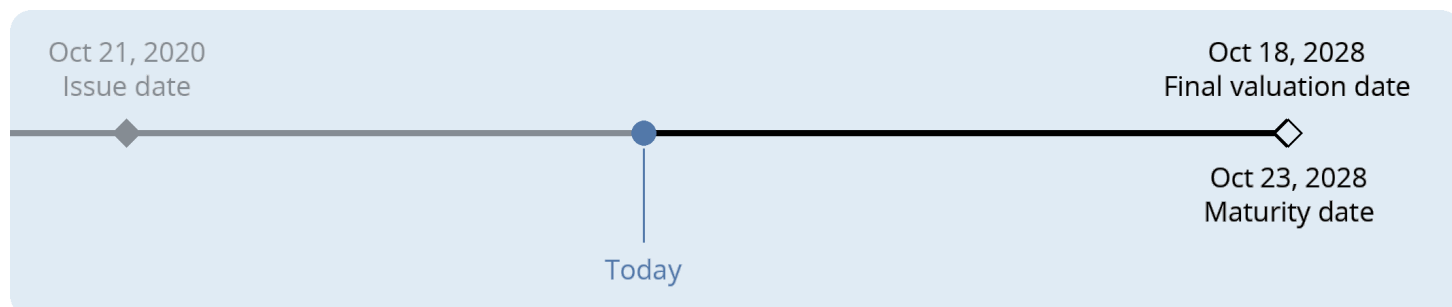 Oct 21, 2020
Issue date
Oct 18, 2028
Final valuation date
Oct 23, 2028
Maturity date
Today